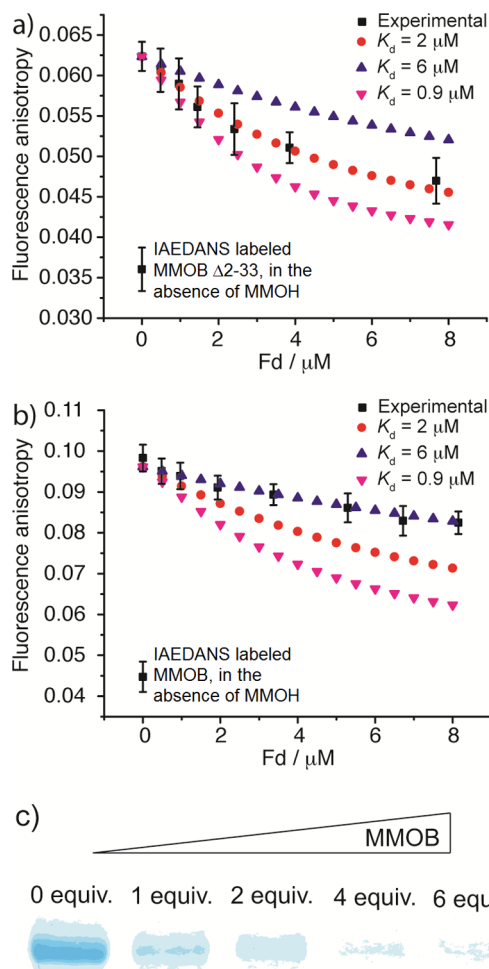 a)
Fluorescence anisotropy
0.065
0.060
0.055
0.050
0.045
0.040
0.035
0.030
Experimental
Kd = 2 μM
Kd = 6 μM
Kd = 0.9 μM
IAEDANS labeled
MMOB Δ2-33, in the
absence of MMOH
0 2 4 6 8
Fd / μM
b)
Fluorescence anisotropy
0.11
0.10
0.09
0.08
0.07
0.06
0.05
0.04
Experimental
Kd = 2 μM
Kd = 6 μM
Kd = 0.9 μM
IAEDANS labeled
MMOB, in the
absence of MMOH
0 2 4 6 8
Fd / μM
c)
MMOB
0 equiv. 1 equiv. 2 equiv. 4 equiv. 6 equ